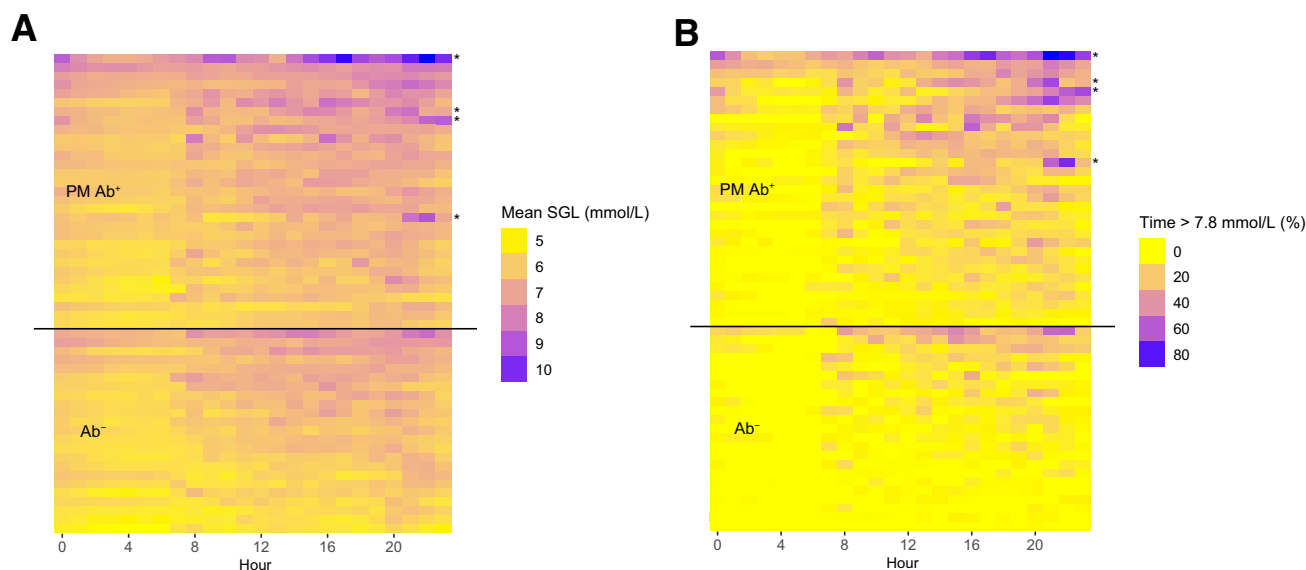 A
*
*
*
PM Ab⁺
*
Ab⁻
0 4 8 12 16 20
Hour
Mean SGL (mmol/L)
5
6
7
8
9
10
B
*
*
*
*
PM Ab⁺
Ab⁻
0 4 8 12 16 20
Hour
Time > 7.8 mmol/L (%)
0
20
40
60
80